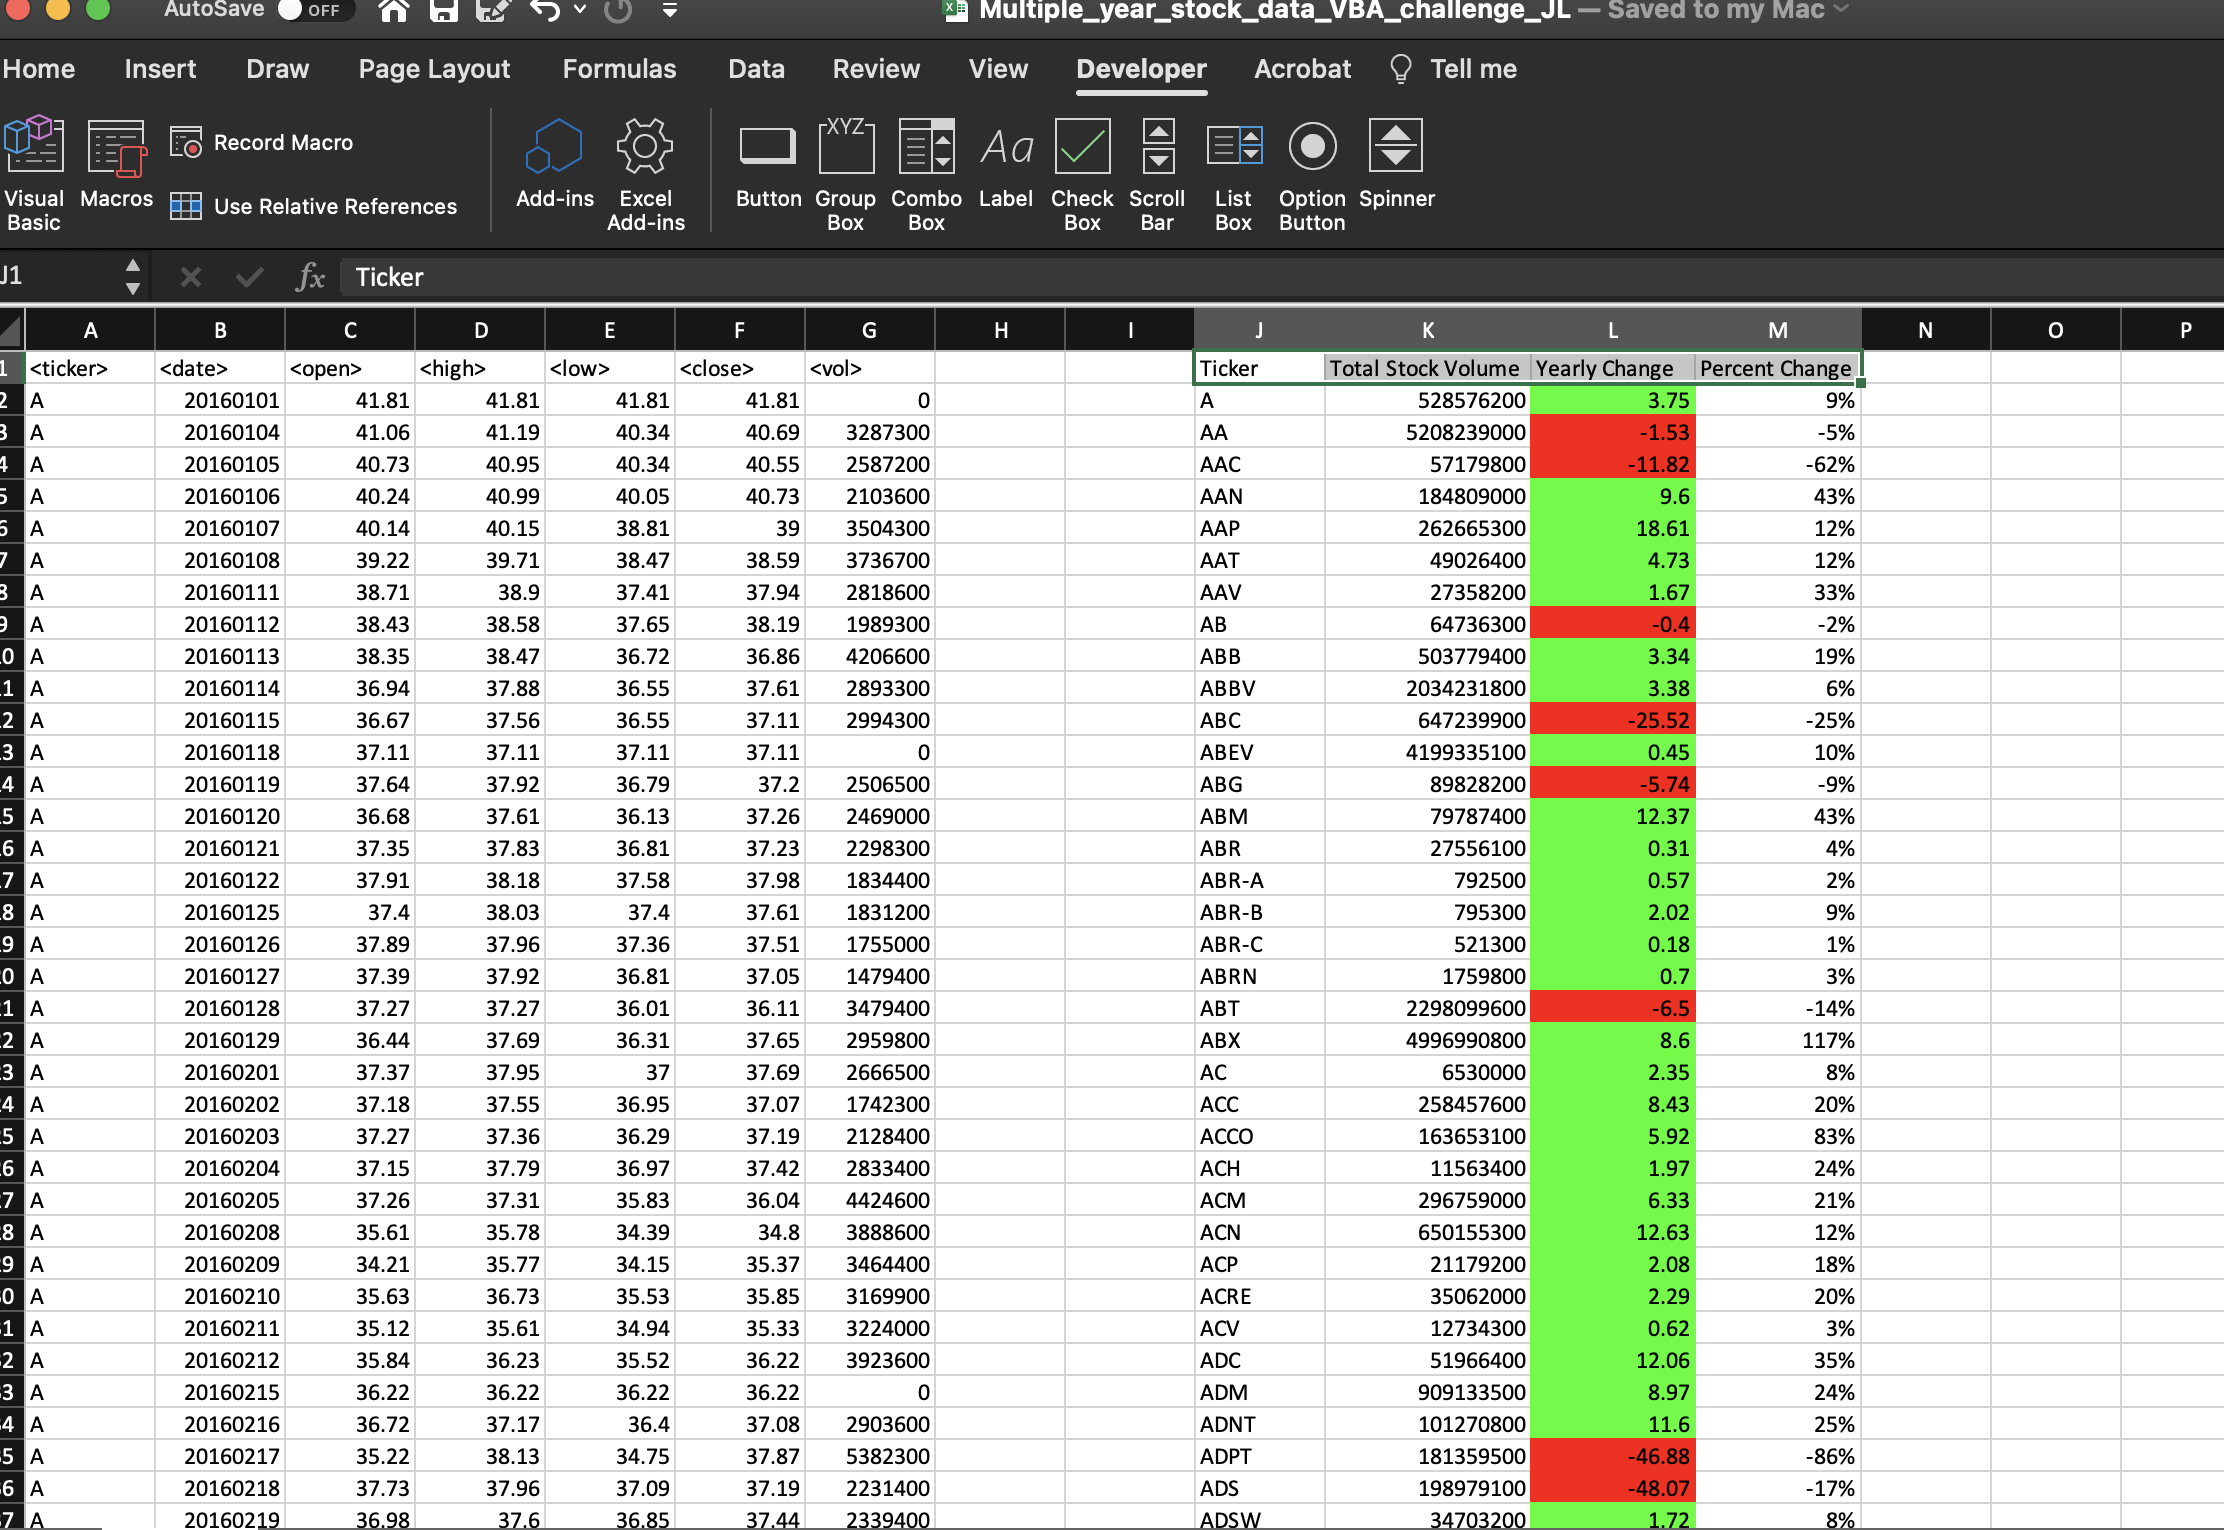 AutoSave OFF Multiple_year_stock_data_VBA_challenge_JL — Saved to my Mac
Home Insert Draw Page Layout Formulas Data Review View Developer Acrobat Tell me
Visual Basic Macros Record Macro Use Relative References Add-ins Excel Add-ins Button XYZ Group Box Combo Box Aa Label Check Box Scroll Bar List Box Option Button Spinner
J1 fx Ticker
A B C D E F G H I J K L M N O P
1 <ticker> <date> <open> <high> <low> <close> <vol> Ticker Total Stock Volume Yearly Change Percent Change
2 A 20160101 41.81 41.81 41.81 41.81 0 A 528576200 3.75 9%
3 A 20160104 41.06 41.19 40.34 40.69 3287300 AA 5208239000 -1.53 -5%
4 A 20160105 40.73 40.95 40.34 40.55 2587200 AAC 57179800 -11.82 -62%
5 A 20160106 40.24 40.99 40.05 40.73 2103600 AAN 184809000 9.6 43%
6 A 20160107 40.14 40.15 38.81 39 3504300 AAP 262665300 18.61 12%
7 A 20160108 39.22 39.71 38.47 38.59 3736700 AAT 49026400 4.73 12%
8 A 20160111 38.71 38.9 37.41 37.94 2818600 AAV 27358200 1.67 33%
9 A 20160112 38.43 38.58 37.65 38.19 1989300 AB 64736300 -0.4 -2%
0 A 20160113 38.35 38.47 36.72 36.86 4206600 ABB 503779400 3.34 19%
1 A 20160114 36.94 37.88 36.55 37.61 2893300 ABBV 2034231800 3.38 6%
2 A 20160115 36.67 37.56 36.55 37.11 2994300 ABC 647239900 -25.52 -25%
3 A 20160118 37.11 37.11 37.11 37.11 0 ABEV 4199335100 0.45 10%
4 A 20160119 37.64 37.92 36.79 37.2 2506500 ABG 89828200 -5.74 -9%
5 A 20160120 36.68 37.61 36.13 37.26 2469000 ABM 79787400 12.37 43%
6 A 20160121 37.35 37.83 36.81 37.23 2298300 ABR 27556100 0.31 4%
7 A 20160122 37.91 38.18 37.58 37.98 1834400 ABR-A 792500 0.57 2%
8 A 20160125 37.4 38.03 37.4 37.61 1831200 ABR-B 795300 2.02 9%
9 A 20160126 37.89 37.96 37.36 37.51 1755000 ABR-C 521300 0.18 1%
0 A 20160127 37.39 37.92 36.81 37.05 1479400 ABRN 1759800 0.7 3%
1 A 20160128 37.27 37.27 36.01 36.11 3479400 ABT 2298099600 -6.5 -14%
2 A 20160129 36.44 37.69 36.31 37.65 2959800 ABX 4996990800 8.6 117%
3 A 20160201 37.37 37.95 37 37.69 2666500 AC 6530000 2.35 8%
4 A 20160202 37.18 37.55 36.95 37.07 1742300 ACC 258457600 8.43 20%
5 A 20160203 37.27 37.36 36.29 37.19 2128400 ACCO 163653100 5.92 83%
6 A 20160204 37.15 37.79 36.97 37.42 2833400 ACH 11563400 1.97 24%
7 A 20160205 37.26 37.31 35.83 36.04 4424600 ACM 296759000 6.33 21%
8 A 20160208 35.61 35.78 34.39 34.8 3888600 ACN 650155300 12.63 12%
9 A 20160209 34.21 35.77 34.15 35.37 3464400 ACP 21179200 2.08 18%
0 A 20160210 35.63 36.73 35.53 35.85 3169900 ACRE 35062000 2.29 20%
1 A 20160211 35.12 35.61 34.94 35.33 3224000 ACV 12734300 0.62 3%
2 A 20160212 35.84 36.23 35.52 36.22 3923600 ADC 51966400 12.06 35%
3 A 20160215 36.22 36.22 36.22 36.22 0 ADM 909133500 8.97 24%
4 A 20160216 36.72 37.17 36.4 37.08 2903600 ADNT 101270800 11.6 25%
5 A 20160217 35.22 38.13 34.75 37.87 5382300 ADPT 181359500 -46.88 -86%
6 A 20160218 37.73 37.96 37.09 37.19 2231400 ADS 198979100 -48.07 -17%
7 A 20160219 36.98 37.6 36.85 37.44 2339400 ADSW 34703200 1.72 8%